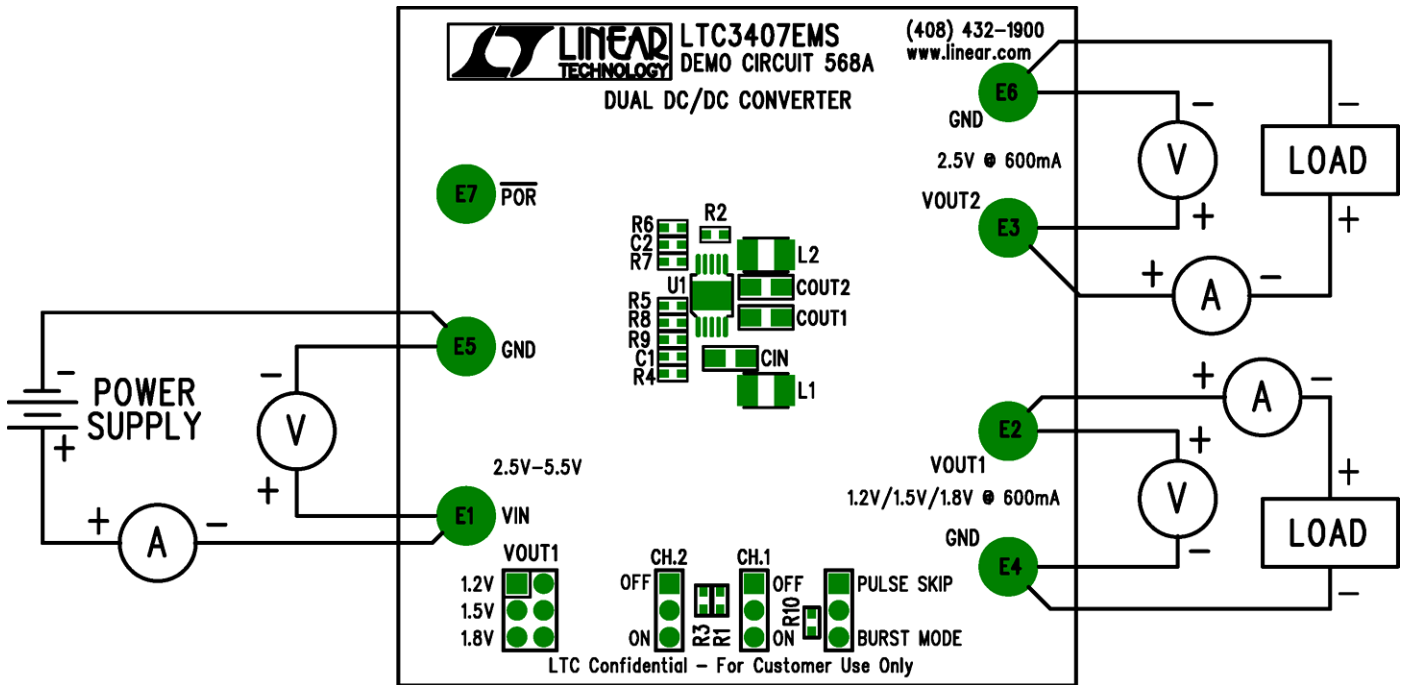 LINEAR
TECHNOLOGY
LTC3407EMS
DEMO CIRCUIT 568A
DUAL DC/DC CONVERTER
(408) 432-1900
www.linear.com
E7 POR
E6
GND
2.5V @ 600mA
VOUT2
E3
- V +
- LOAD +
+ A -
R6
C2
R7
R2
L2
U1
COUT2
COUT1
R5
R8
R9
C1
R4
CIN
L1
E5 GND
- POWER
SUPPLY
+
- V +
+ A -
2.5V-5.5V
E1 VIN
E2
VOUT1
1.2V/1.5V/1.8V @ 600mA
GND
E4
+ A -
+ V -
+ LOAD -
VOUT1
1.2V
1.5V
1.8V
CH.2
OFF
ON
R3
R1
CH.1
OFF
ON
R10
PULSE SKIP
BURST MODE
LTC Confidential - For Customer Use Only